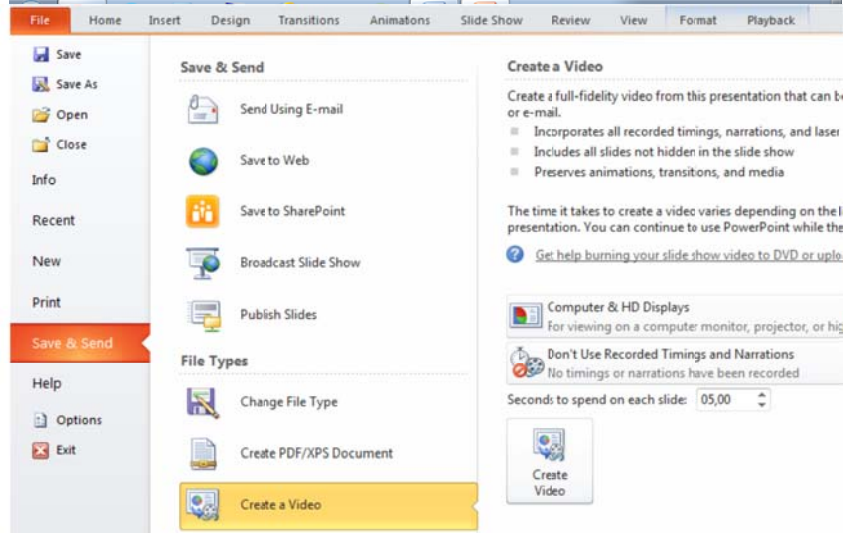 File Home Insert Design Transitions Animations Slide Show Review View Format Playback
Save
Save As
Open
Close
Info
Recent
New
Print
Save & Send
Help
Options
Exit
Save & Send
Send Using E-mail
Save to Web
Save to SharePoint
Broadcast Slide Show
Publish Slides
File Types
Change File Type
Create PDF/XPS Document
Create a Video
Create a Video
Create a full-fidelity video from this presentation that can
or e-mail.
Incorporates all recorded timings, narrations, and laser
Includes all slides not hidden in the slide show
Preserves animations, transitions, and media
The time it takes to create a video varies depending on the
presentation. You can continue to use PowerPoint while the
Get help burning your slide show video to DVD or uplo
Computer & HD Displays
For viewing on a computer monitor, projector, or hig
Don't Use Recorded Timings and Narrations
No timings or narrations have been recorded
Seconds to spend on each slide: 05,00
Create
Video